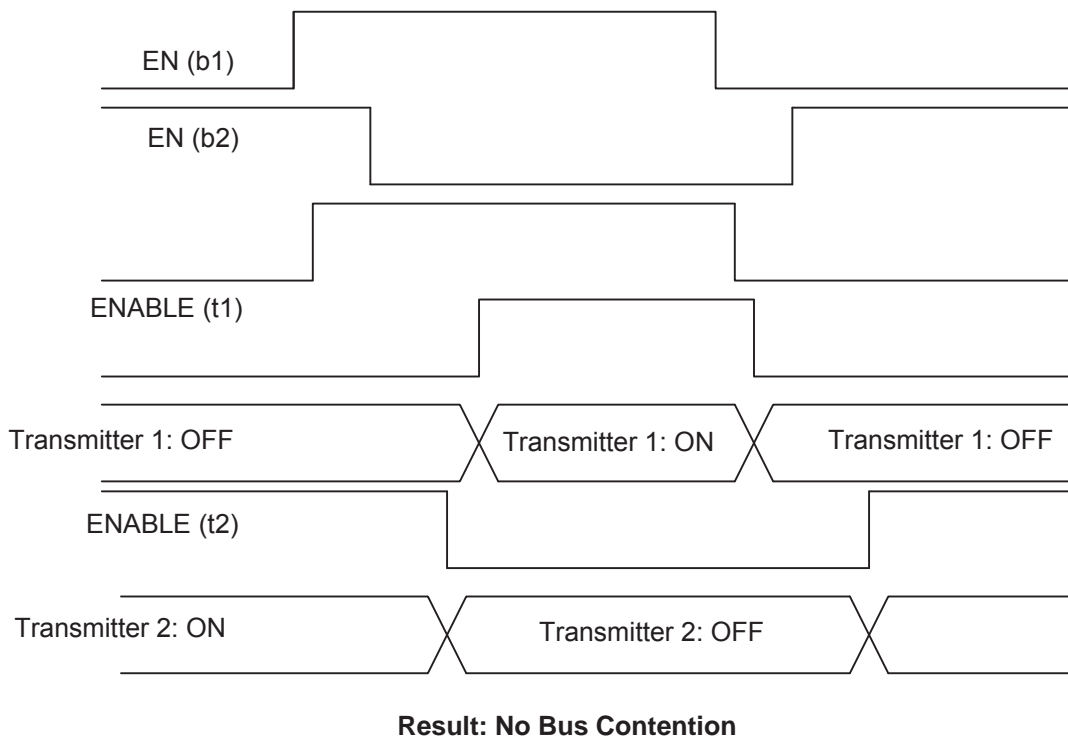 EN (b1)
EN (b2)
ENABLE (t1)
Transmitter 1: OFF
Transmitter 1: ON
Transmitter 1: OFF
ENABLE (t2)
Transmitter 2: ON
Transmitter 2: OFF
Result: No Bus Contention